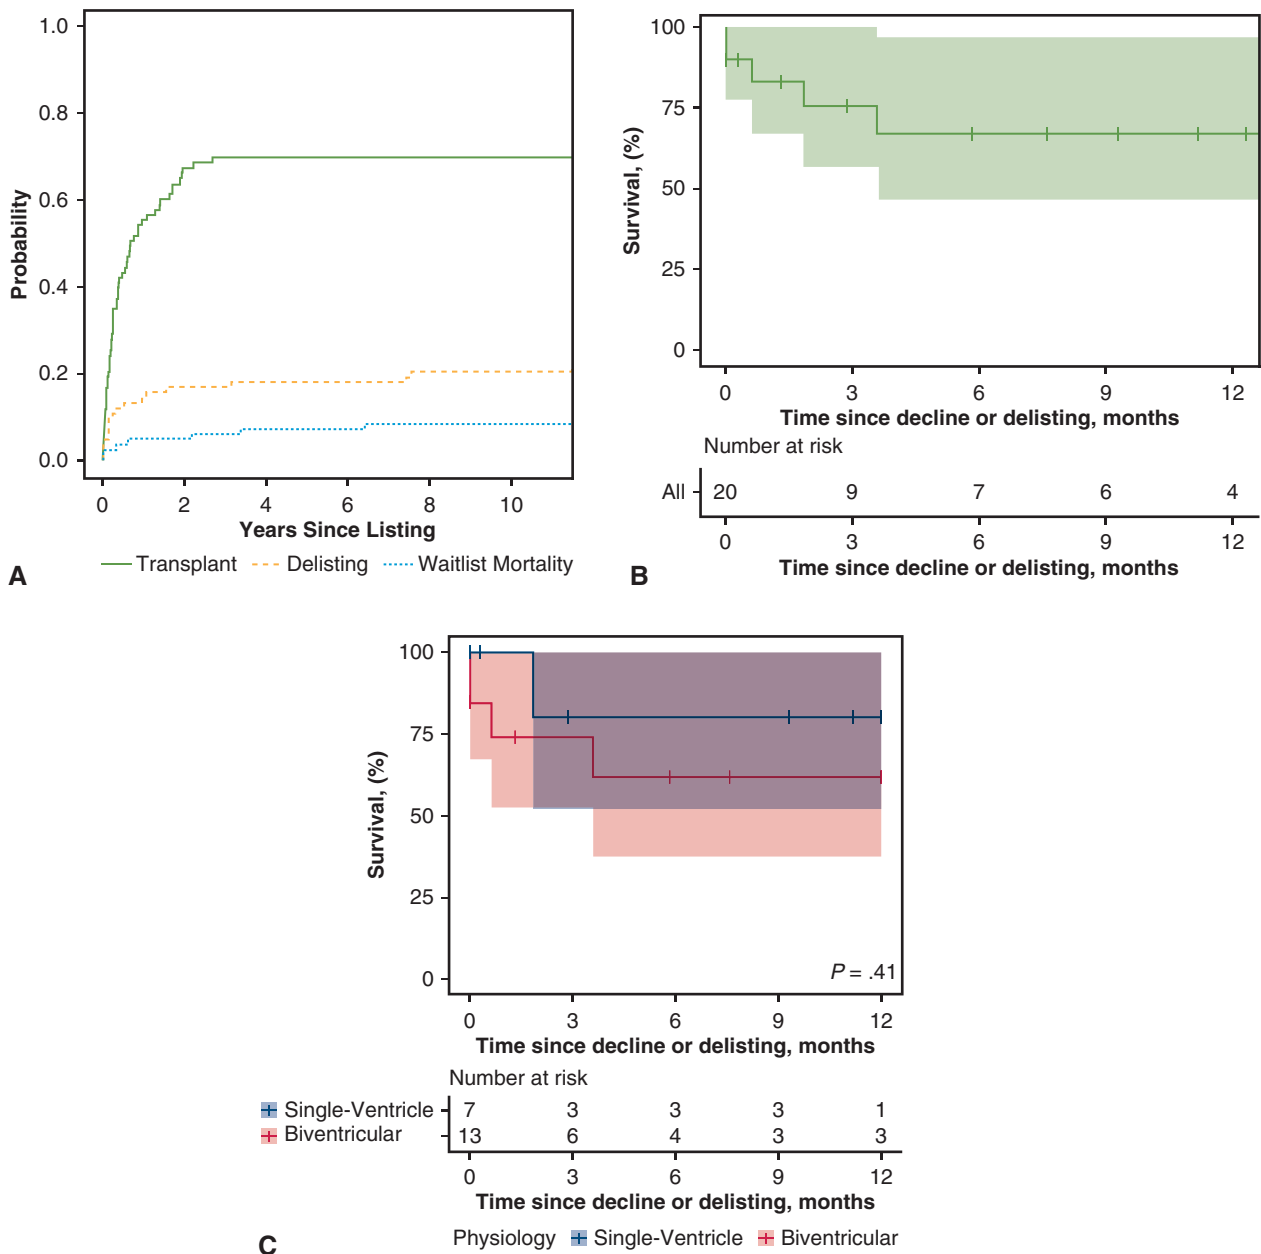 1.0
0.8
0.6
0.4
0.2
0.0
Probability
0 2 4 6 8 10
Years Since Listing
Transplant Delisting Waitlist Mortality
A
100
75
50
25
0
Survival, (%)
0 3 6 9 12
Time since decline or delisting, months
Number at risk
All 20 9 7 6 4
0 3 6 9 12
Time since decline or delisting, months
B
100
75
50
25
0
Survival, (%)
P = .41
0 3 6 9 12
Time since decline or delisting, months
Number at risk
Single-Ventricle 7 3 3 3 1
Biventricular 13 6 4 3 3
0 3 6 9 12
Time since decline or delisting, months
Physiology Single-Ventricle Biventricular
C